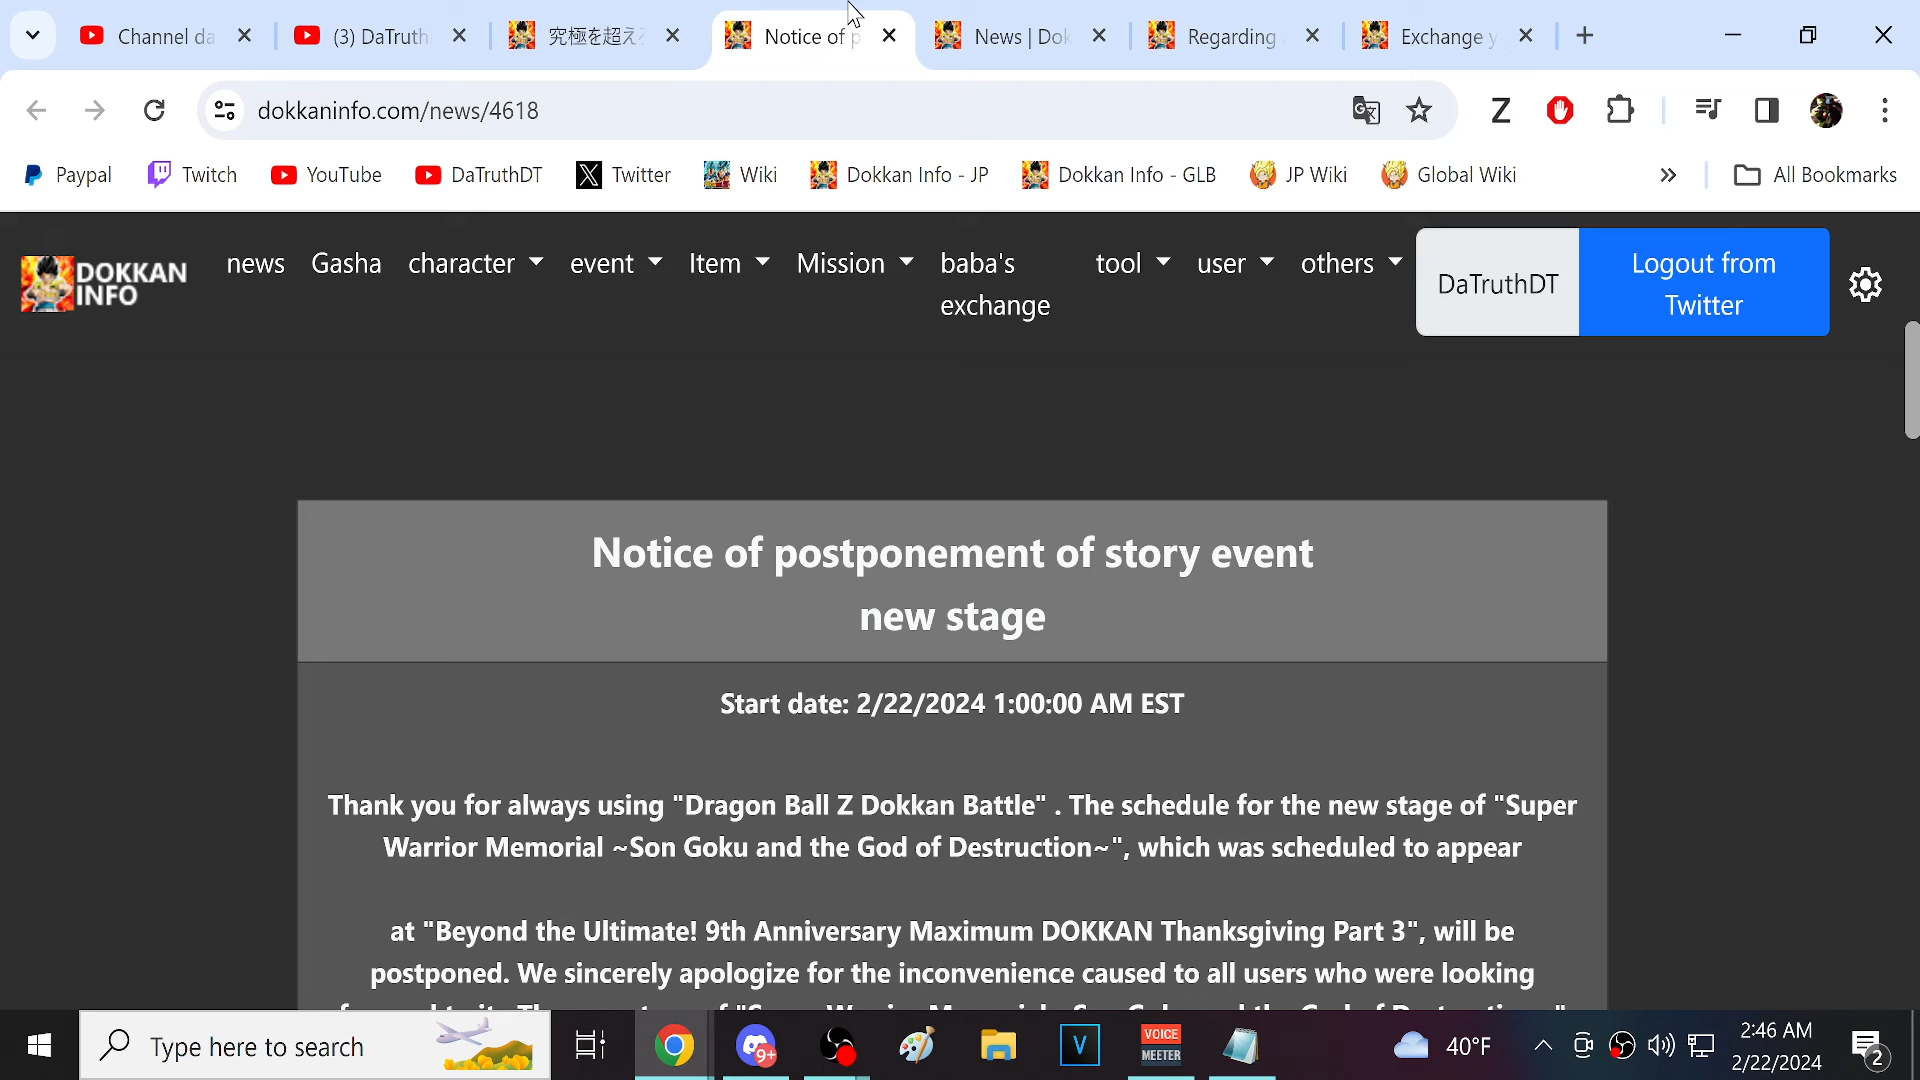 Channel da
(3) DaTruth
究極を超え
Notice of p
News | Dok
Regarding
Exchange y
dokkaninfo.com/news/4618
Paypal
Twitch
YouTube
DaTruthDT
Twitter
Wiki
Dokkan Info - JP
Dokkan Info - GLB
JP Wiki
Global Wiki
All Bookmarks
DOKKAN
INFO
news
Gasha
character
event
Item
Mission
baba's
exchange
tool
user
others
DaTruthDT
Logout from
Twitter
Notice of postponement of story event
new stage
Start date: 2/22/2024 1:00:00 AM EST
Thank you for always using "Dragon Ball Z Dokkan Battle" . The schedule for the new stage of "Super
Warrior Memorial ~Son Goku and the God of Destruction~", which was scheduled to appear
at "Beyond the Ultimate! 9th Anniversary Maximum DOKKAN Thanksgiving Part 3", will be
postponed. We sincerely apologize for the inconvenience caused to all users who were looking
Type here to search
9+
V
VOICE
MEETER
40°F
2:46 AM
2/22/2024
2